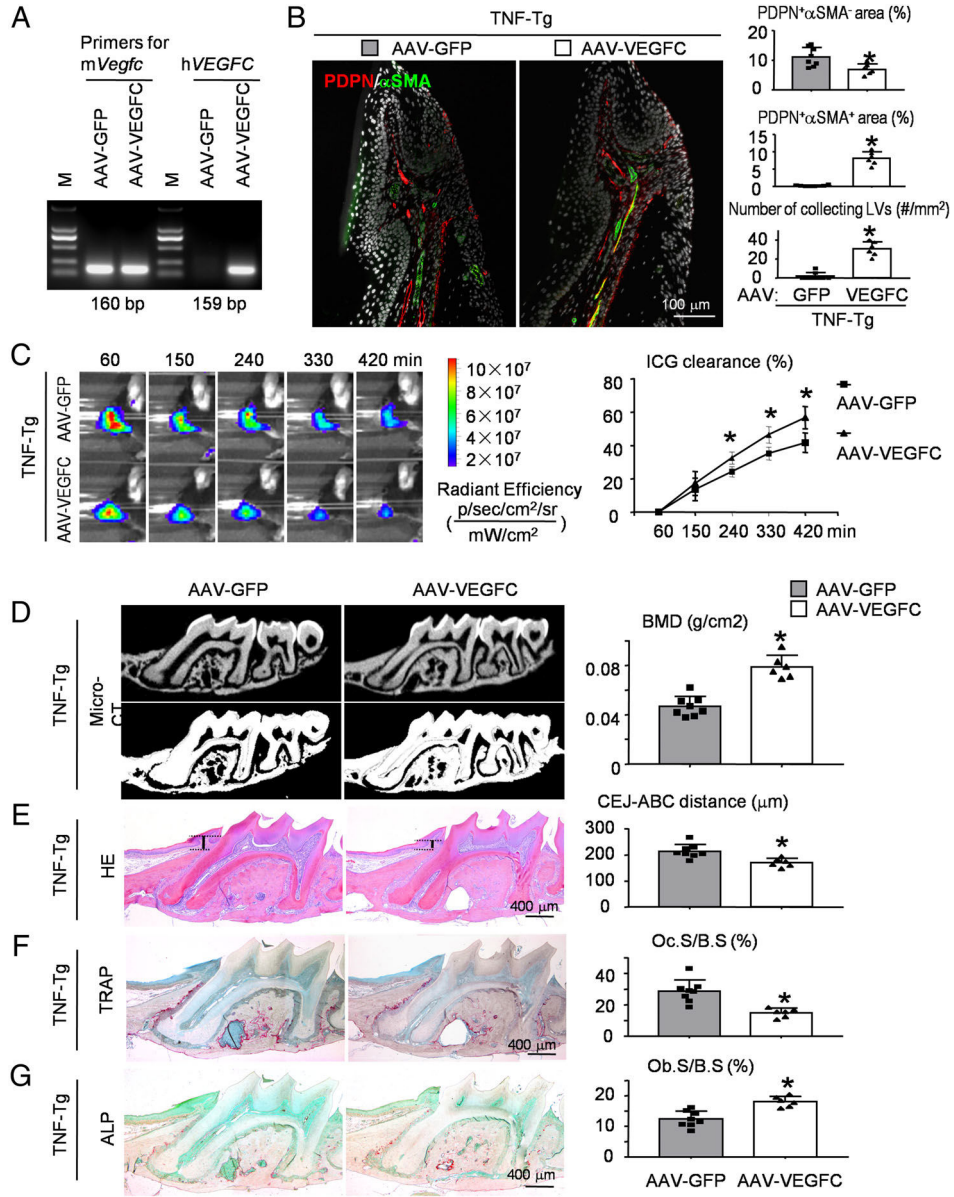 A
Primers for
mVegfc
hVEGFC
M
AAV-GFP
AAV-VEGFC
M
AAV-GFP
AAV-VEGFC
160 bp
159 bp
B
TNF-Tg
AAV-GFP
AAV-VEGFC
PDPN/αSMA
100 μm
PDPN⁺αSMA⁻ area (%)
20
10
0
*
PDPN⁺αSMA⁺ area (%)
15
10
5
0
*
Number of collecting LVs (#/mm²)
40
20
0
*
AAV: GFP VEGFC
TNF-Tg
C
60 150 240 330 420 min
TNF-Tg
AAV-GFP
AAV-VEGFC
10×10⁷
8×10⁷
6×10⁷
4×10⁷
2×10⁷
Radiant Efficiency
( p/sec/cm²/sr )
mW/cm²
ICG clearance (%)
80
60
40
20
0
* * *
60 150 240 330 420 min
AAV-GFP
AAV-VEGFC
D
AAV-GFP
AAV-VEGFC
TNF-Tg
Micro-
CT
AAV-GFP
AAV-VEGFC
BMD (g/cm2)
0.08
0.04
0
*
E
TNF-Tg
HE
400 μm
CEJ-ABC distance (μm)
300
200
100
0
*
F
TNF-Tg
TRAP
400 μm
Oc.S/B.S (%)
40
20
0
*
G
TNF-Tg
ALP
400 μm
Ob.S/B.S (%)
20
10
0
*
AAV-GFP AAV-VEGFC